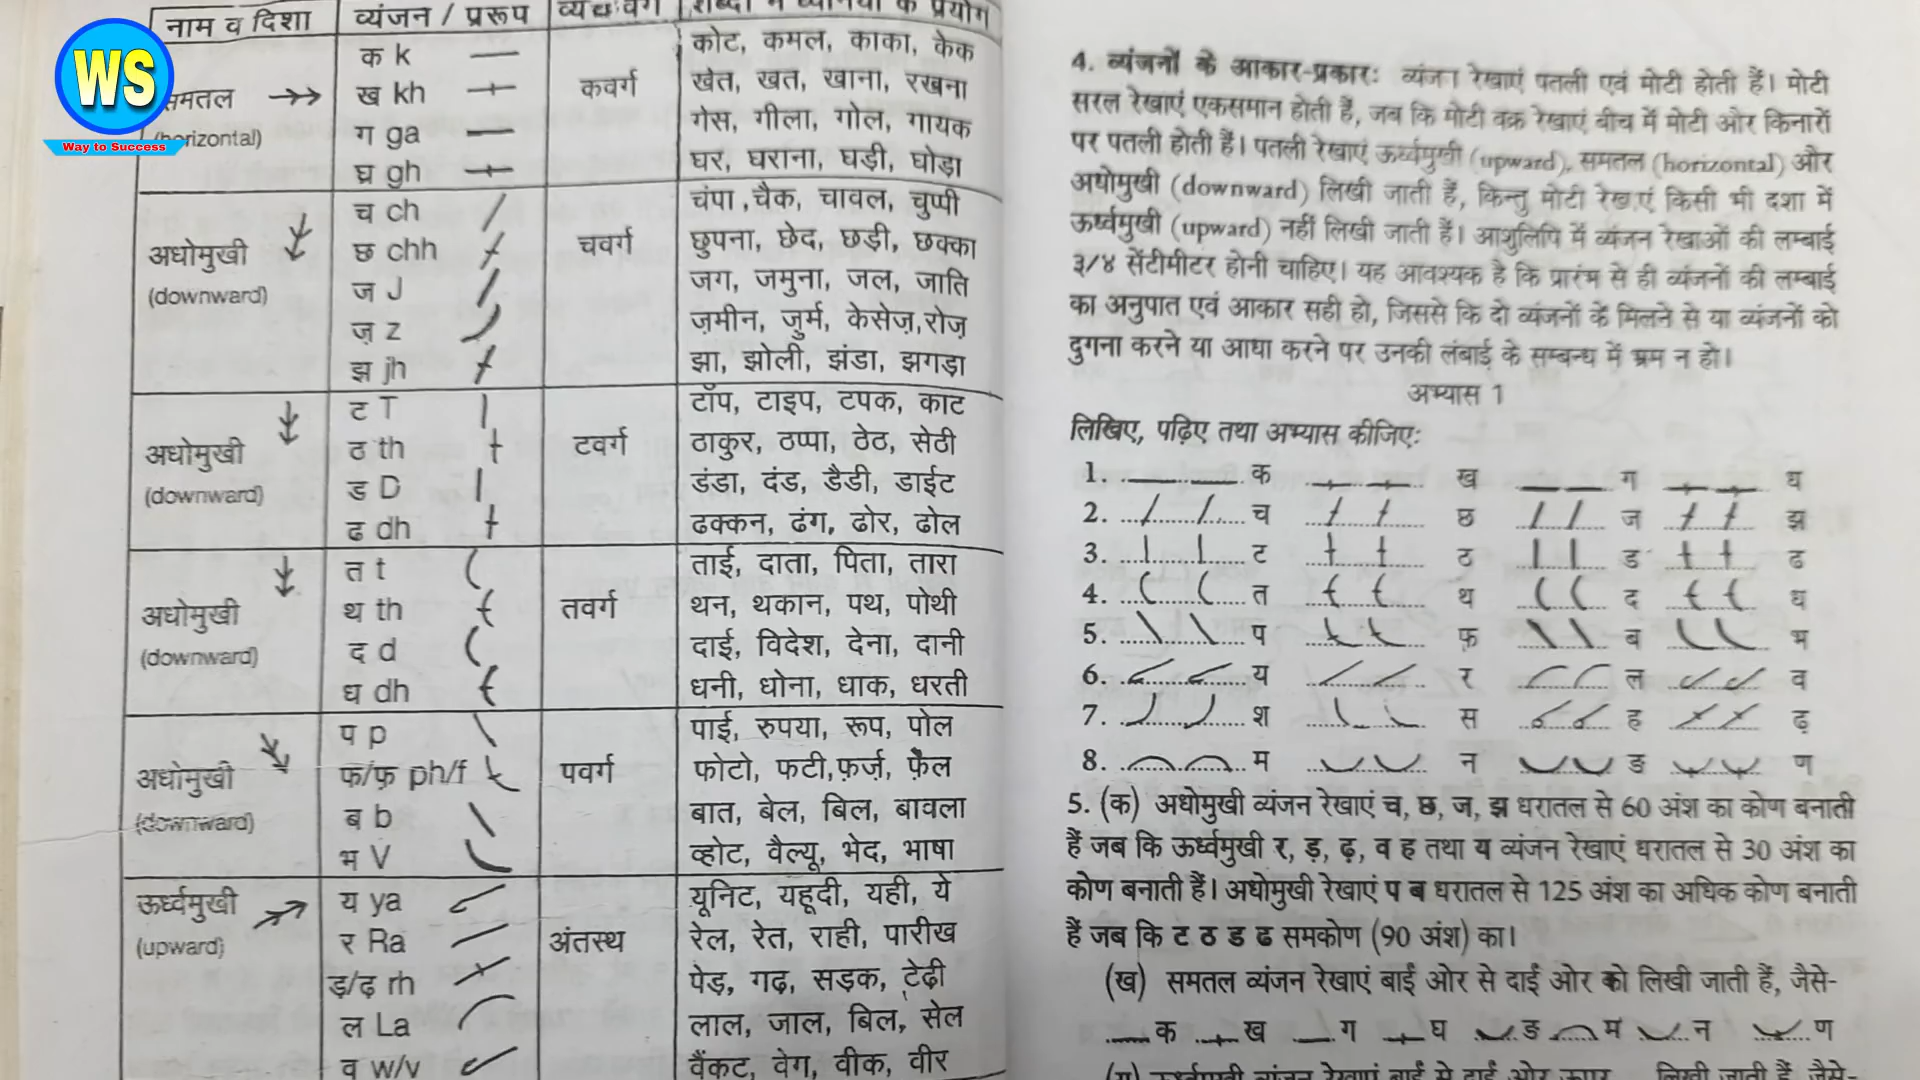 WS
Way to Success
नाम व दिशा व्यंजन / प्ररूप शब्दों में ध्वनियों के प्रयोग
क k कोट, कमल, काका, केक
समतल ख kh कवर्ग खेत, खत, खाना, रखना
(horizontal) ग ga गेस, गीला, गोल, गायक
घ gh घर, घराना, घड़ी, घोड़ा
च ch चंपा ,चैक, चावल, चुप्पी
अधोमुखी छ chh चवर्ग छुपना, छेद, छड़ी, छक्का
(downward) ज J जग, जमुना, जल, जाति
ज़ z ज़मीन, जुर्म, केसेज़,रोज़
झ jh झा, झोली, झंडा, झगड़ा
ट T टॉप, टाइप, टपक, काट
अधोमुखी ठ th टवर्ग ठाकुर, ठप्पा, ठेठ, सेठी
(downward) ड D डंडा, दंड, डैडी, डाईट
ढ dh ढक्कन, ढंग, ढोर, ढोल
त t ताई, दाता, पिता, तारा
अधोमुखी थ th तवर्ग थन, थकान, पथ, पोथी
(downward) द d दाई, विदेश, देना, दानी
ध dh धनी, धोना, धाक, धरती
प p पाई, रुपया, रूप, पोल
अधोमुखी फ/फ़ ph/f पवर्ग फोटो, फटी,फ़र्ज, फ़ेल
(downward) ब b बात, बेल, बिल, बावला
भ V व्होट, वैल्यू, भेद, भाषा
ऊर्ध्वमुखी य ya यूनिट, यहूदी, यही, ये
(upward) र Ra अंतस्थ रेल, रेत, राही, पारीख
ड़/ढ़ rh पेड़, गढ़, सड़क, टेढ़ी
ल La लाल, जाल, बिल, सेल
व w/v वैंकट, वेग, वीक, वीर
4. व्यंजनों के आकार-प्रकार: व्यंजन रेखाएं पतली एवं मोटी होती हैं। मोटी
सरल रेखाएं एकसमान होती हैं, जब कि मोटी वक्र रेखाएं बीच में मोटी और किनारों
पर पतली होती हैं। पतली रेखाएं ऊर्ध्वमुखी (upward), समतल (horizontal) और
अधोमुखी (downward) लिखी जाती हैं, किन्तु मोटी रेखाएं किसी भी दशा में
ऊर्ध्वमुखी (upward) नहीं लिखी जाती हैं। आशुलिपि में व्यंजन रेखाओं की लम्बाई
३/४ सेंटीमीटर होनी चाहिए। यह आवश्यक है कि प्रारंभ से ही व्यंजनों की लम्बाई
का अनुपात एवं आकार सही हो, जिससे कि दो व्यंजनों के मिलने से या व्यंजनों को
दुगना करने या आधा करने पर उनकी लंबाई के सम्बन्ध में भ्रम न हो।
अभ्यास 1
लिखिए, पढ़िए तथा अभ्यास कीजिए:
1. क ख ग घ
2. च छ ज झ
3. ट ठ ड ढ
4. त थ द ध
5. प फ़ ब भ
6. य र ल व
7. श स ह ढ़
8. म न ङ ण
5. (क) अधोमुखी व्यंजन रेखाएं च, छ, ज, झ धरातल से 60 अंश का कोण बनाती
हैं जब कि ऊर्ध्वमुखी र, ड़, ढ़, व ह तथा य व्यंजन रेखाएं धरातल से 30 अंश का
कोण बनाती हैं। अधोमुखी रेखाएं प ब धरातल से 125 अंश का अधिक कोण बनाती
हैं जब कि ट ठ ड ढ समकोण (90 अंश) का।
(ख) समतल व्यंजन रेखाएं बाईं ओर से दाईं ओर को लिखी जाती हैं, जैसे-
क ख ग घ ङ म न ण
(ग) ऊर्ध्वमुखी व्यंजन रेखाएं बाईं से दाईं ओर ऊपर लिखी जाती हैं, जैसे-